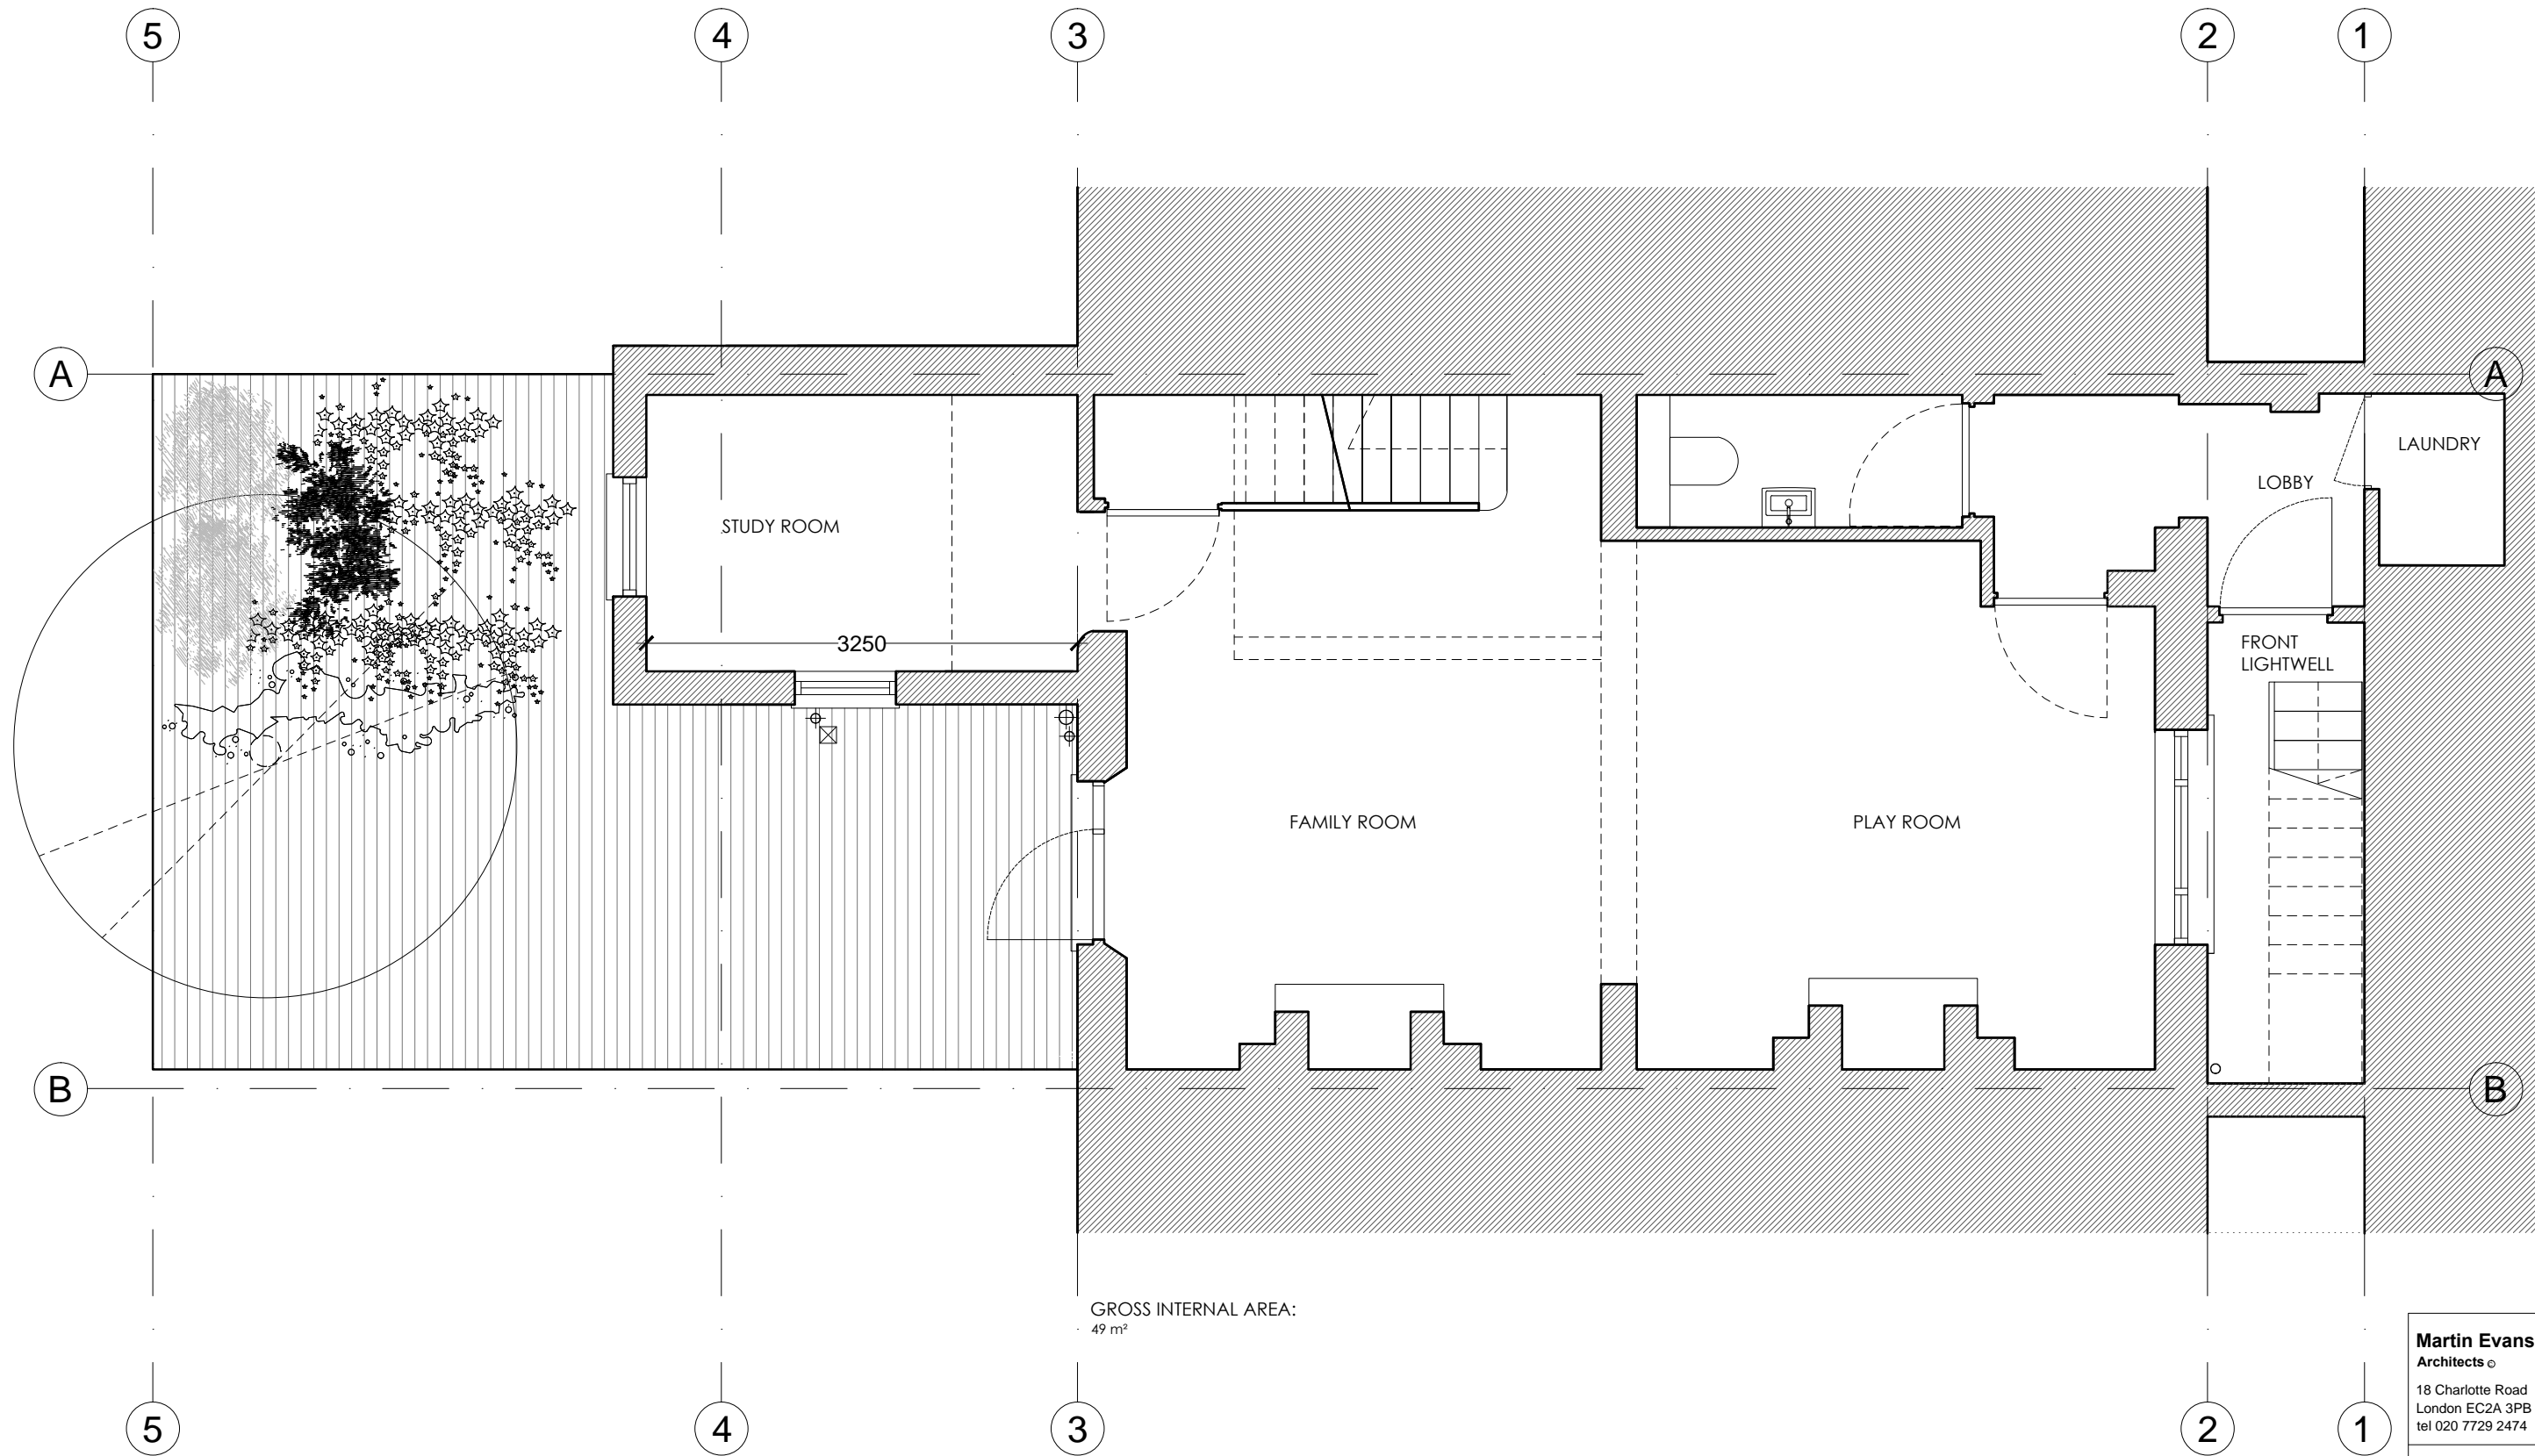 5 4 3 2 1
A A
LAUNDRY
LOBBY
STUDY ROOM
3250
FRONT
LIGHTWELL
FAMILY ROOM
PLAY ROOM
B B
GROSS INTERNAL AREA:
49 m²
Martin Evans
Architects ©
18 Charlotte Road
London EC2A 3PB
tel 020 7729 2474
5 4 3 2 1